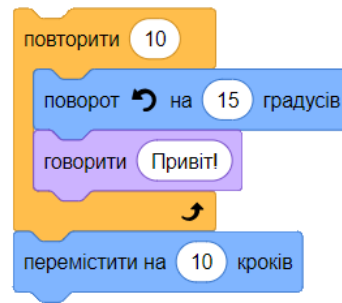 повторити 10
поворот на 15 градусів
говорити Привіт!
перемістити на 10 кроків